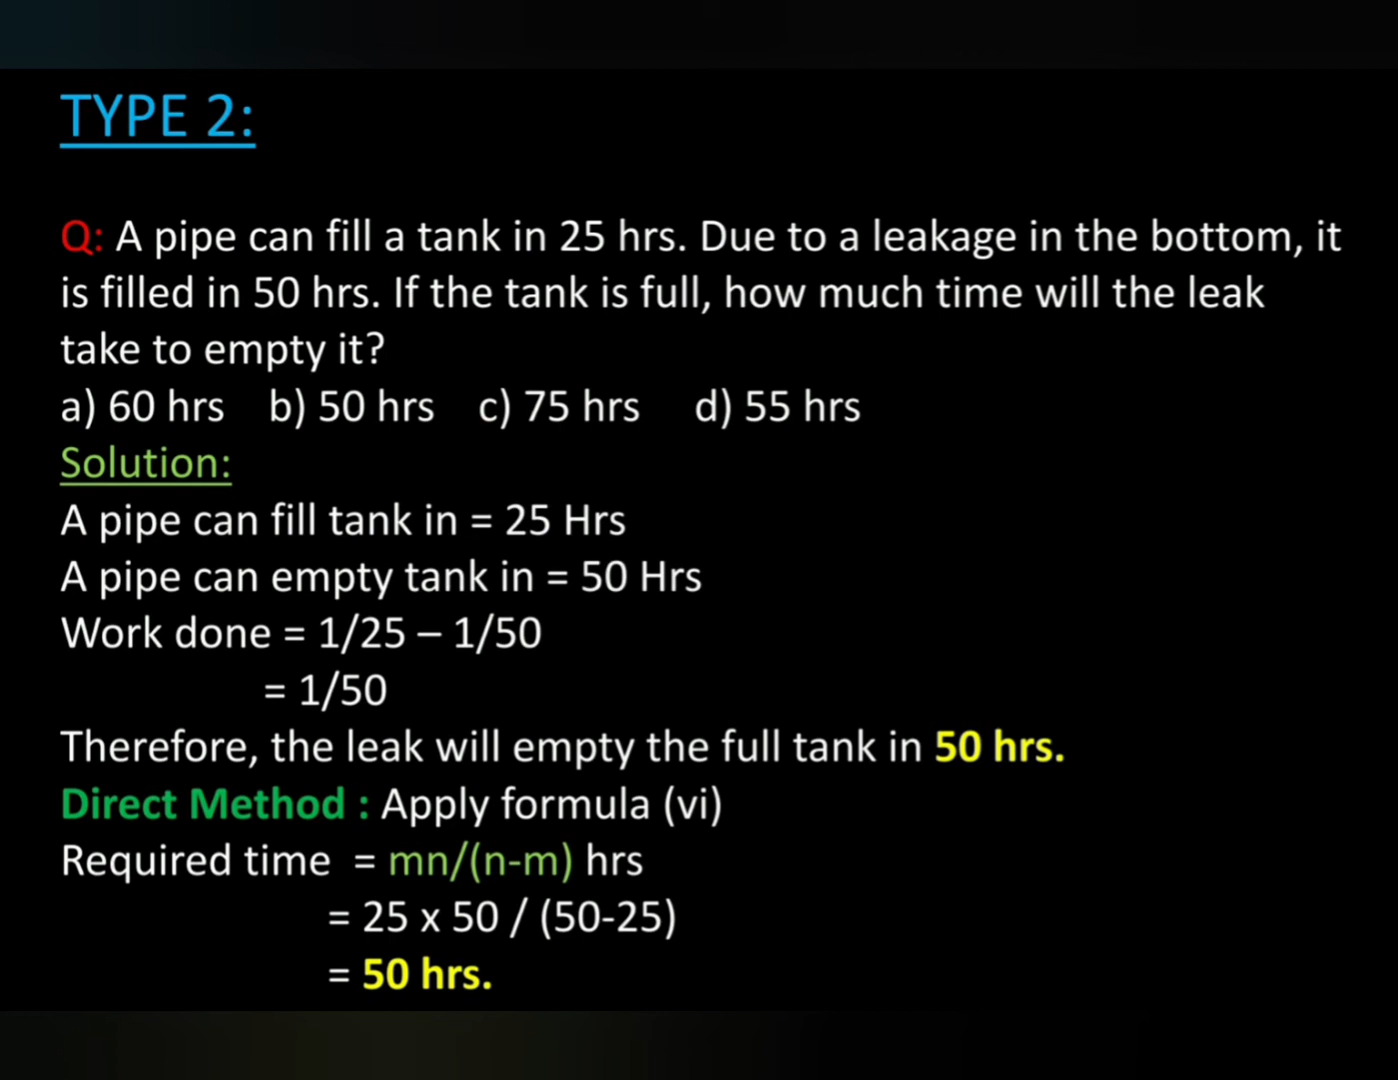 TYPE 2:
Q: A pipe can fill a tank in 25 hrs. Due to a leakage in the bottom, it
is filled in 50 hrs. If the tank is full, how much time will the leak
take to empty it?
a) 60 hrs b) 50 hrs c) 75 hrs d) 55 hrs
Solution:
A pipe can fill tank in = 25 Hrs
A pipe can empty tank in = 50 Hrs
Work done = 1/25 – 1/50
= 1/50
Therefore, the leak will empty the full tank in 50 hrs.
Direct Method : Apply formula (vi)
Required time = mn/(n-m) hrs
= 25 x 50 / (50-25)
= 50 hrs.